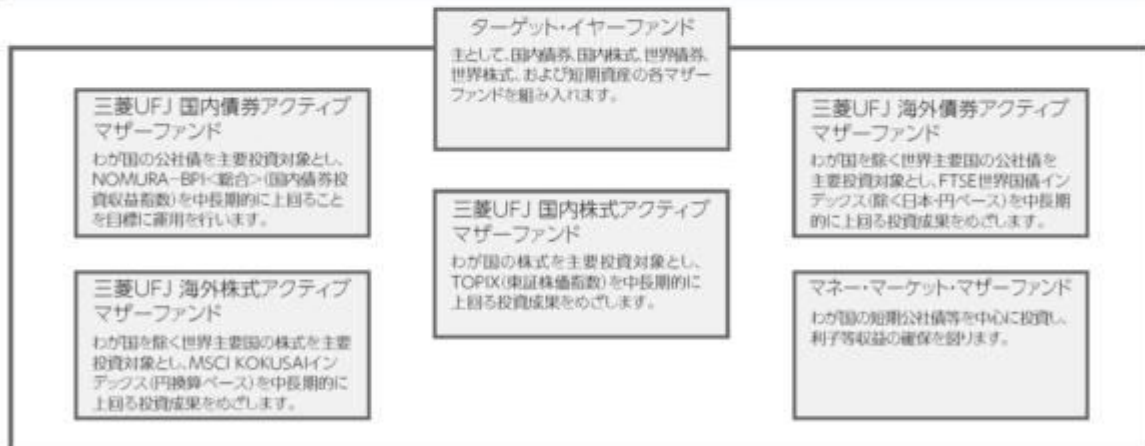 ターゲット・イヤーファンド
主として、国内債券、国内株式、世界債券、
世界株式、および短期資産の各マザー
ファンドを組み入れます。
三菱UFJ 国内債券アクティブ
マザーファンド
わが国の公社債を主要投資対象とし、
NOMURA-BPI<総合>(国内債券投
資収益指数)を中長期的に上回ること
を目標に運用を行います。
三菱UFJ 海外債券アクティブ
マザーファンド
わが国を除く世界主要国の公社債を
主要投資対象とし、FTSE世界国債イン
デックス(除く日本・円ベース)を中長期
的に上回る投資成果をめざします。
三菱UFJ 国内株式アクティブ
マザーファンド
わが国の株式を主要投資対象とし、
TOPIX(東証株価指数)を中長期的に
上回る投資成果をめざします。
三菱UFJ 海外株式アクティブ
マザーファンド
わが国を除く世界主要国の株式を主要
投資対象とし、MSCI KOKUSAIイン
デックス(円換算ベース)を中長期的に
上回る投資成果をめざします。
マネー・マーケット・マザーファンド
わが国の短期公社債等を中心に投資し、
利子等収益の確保を図ります。